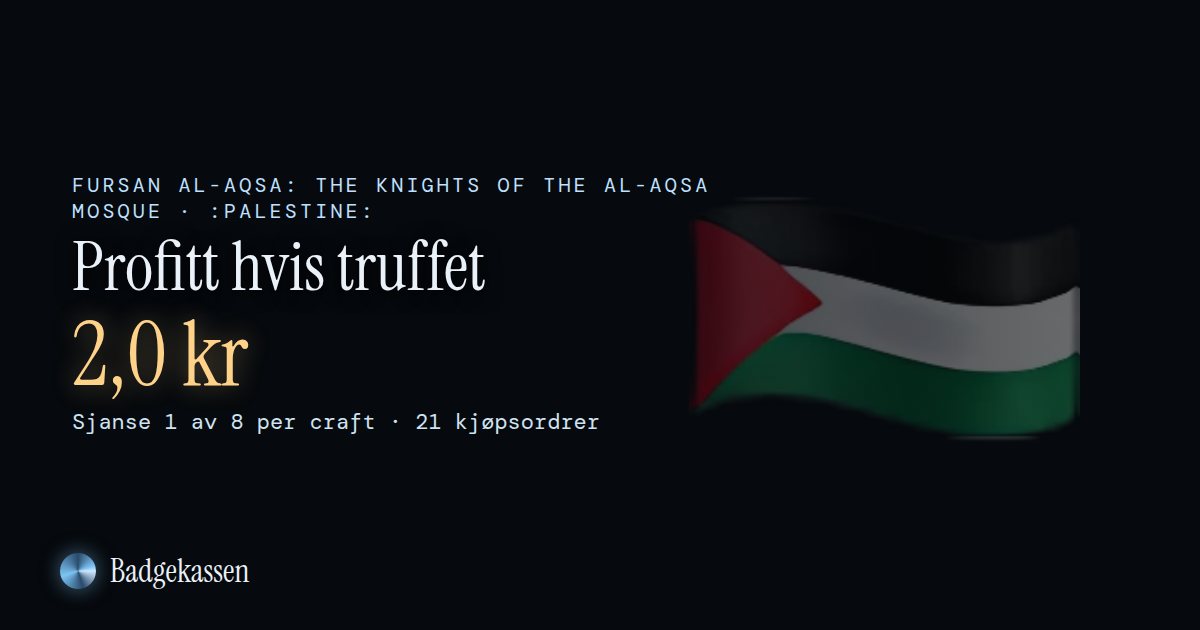 FURSAN AL-AQSA: THE KNIGHTS OF THE AL-AQSA
MOSQUE · :PALESTINE:
Profitt hvis truffet
2,0 kr
Sjanse 1 av 8 per craft · 21 kjøpsordrer
Badgekassen